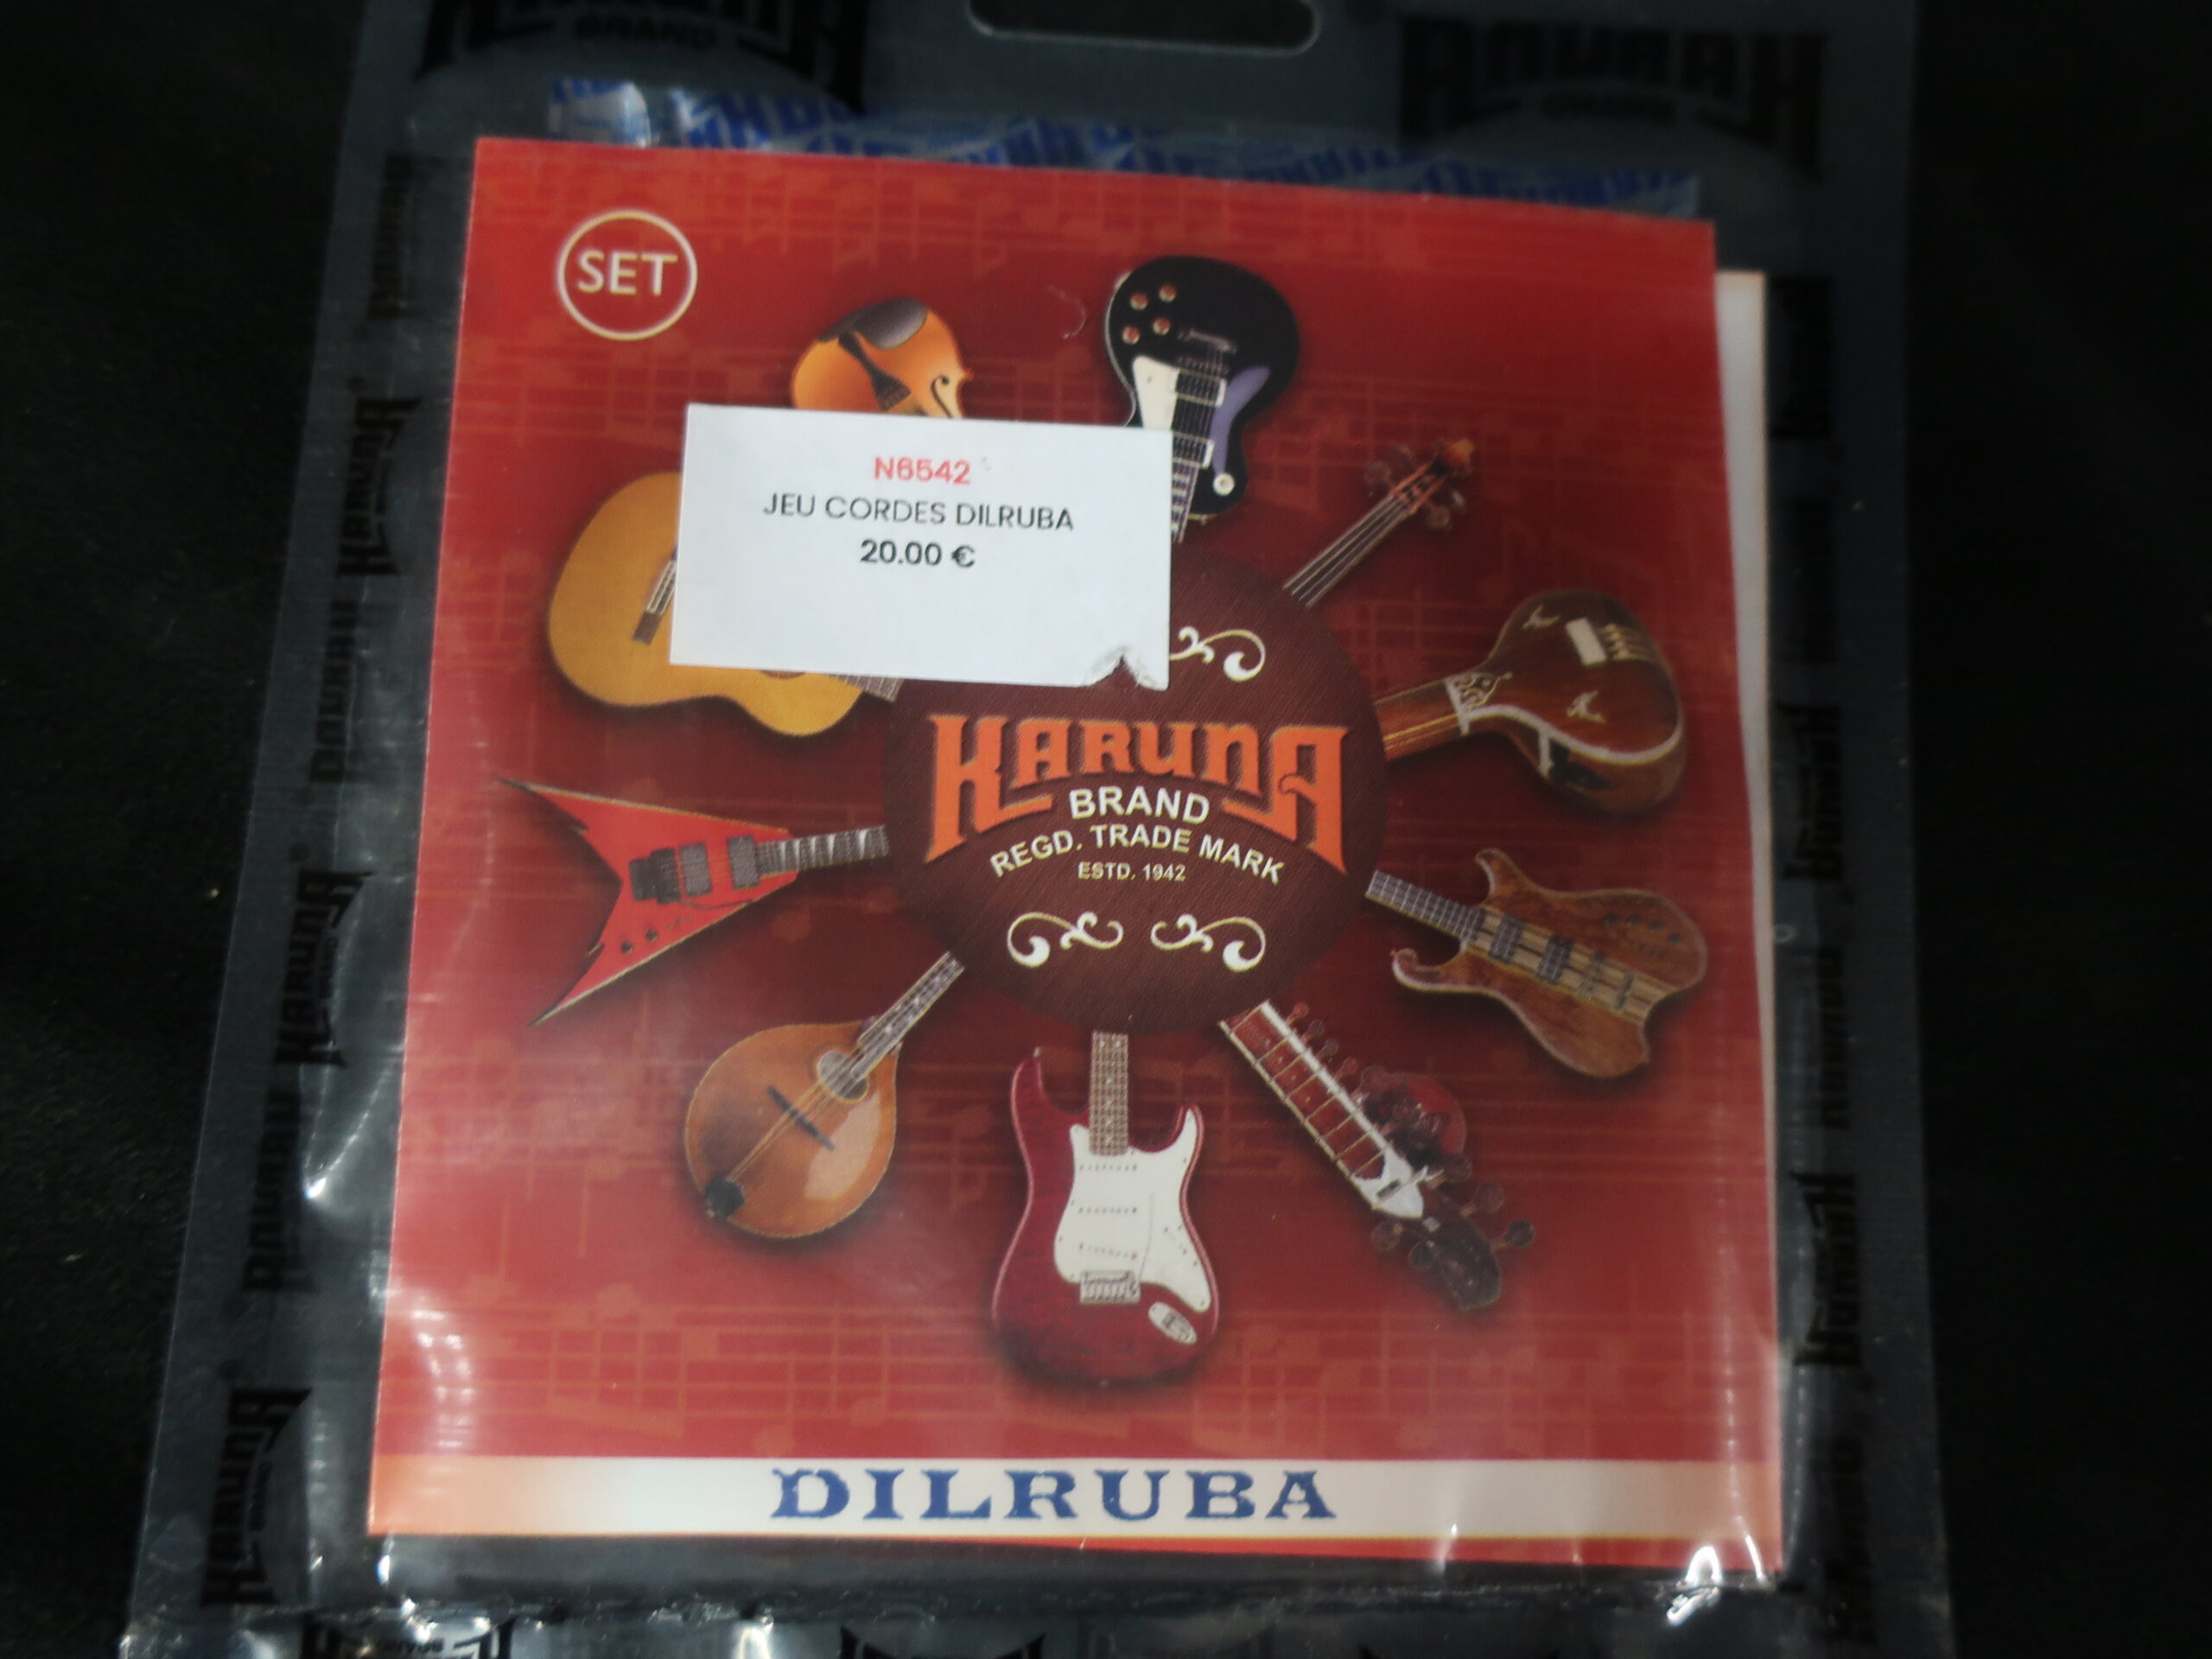 SET
N6542
JEU CORDES DILRUBA
20.00 €
KARUNA
BRAND
REGD. TRADE MARK
ESTD. 1942
DILRUBA